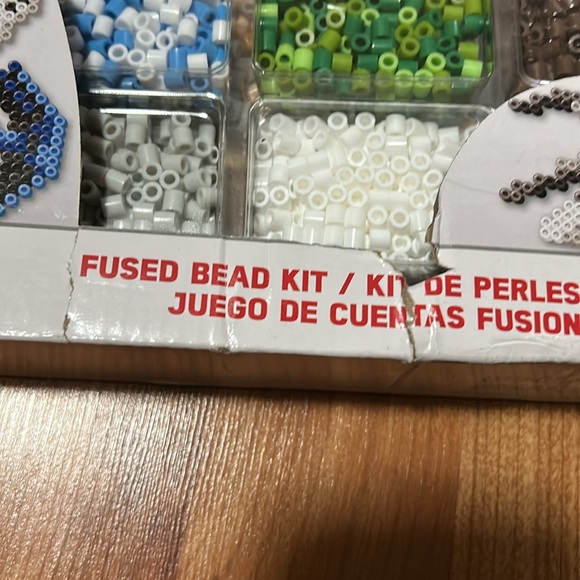 FUSED BEAD KIT / KIT DE PERLES
JUEGO DE CUENTAS FUSION